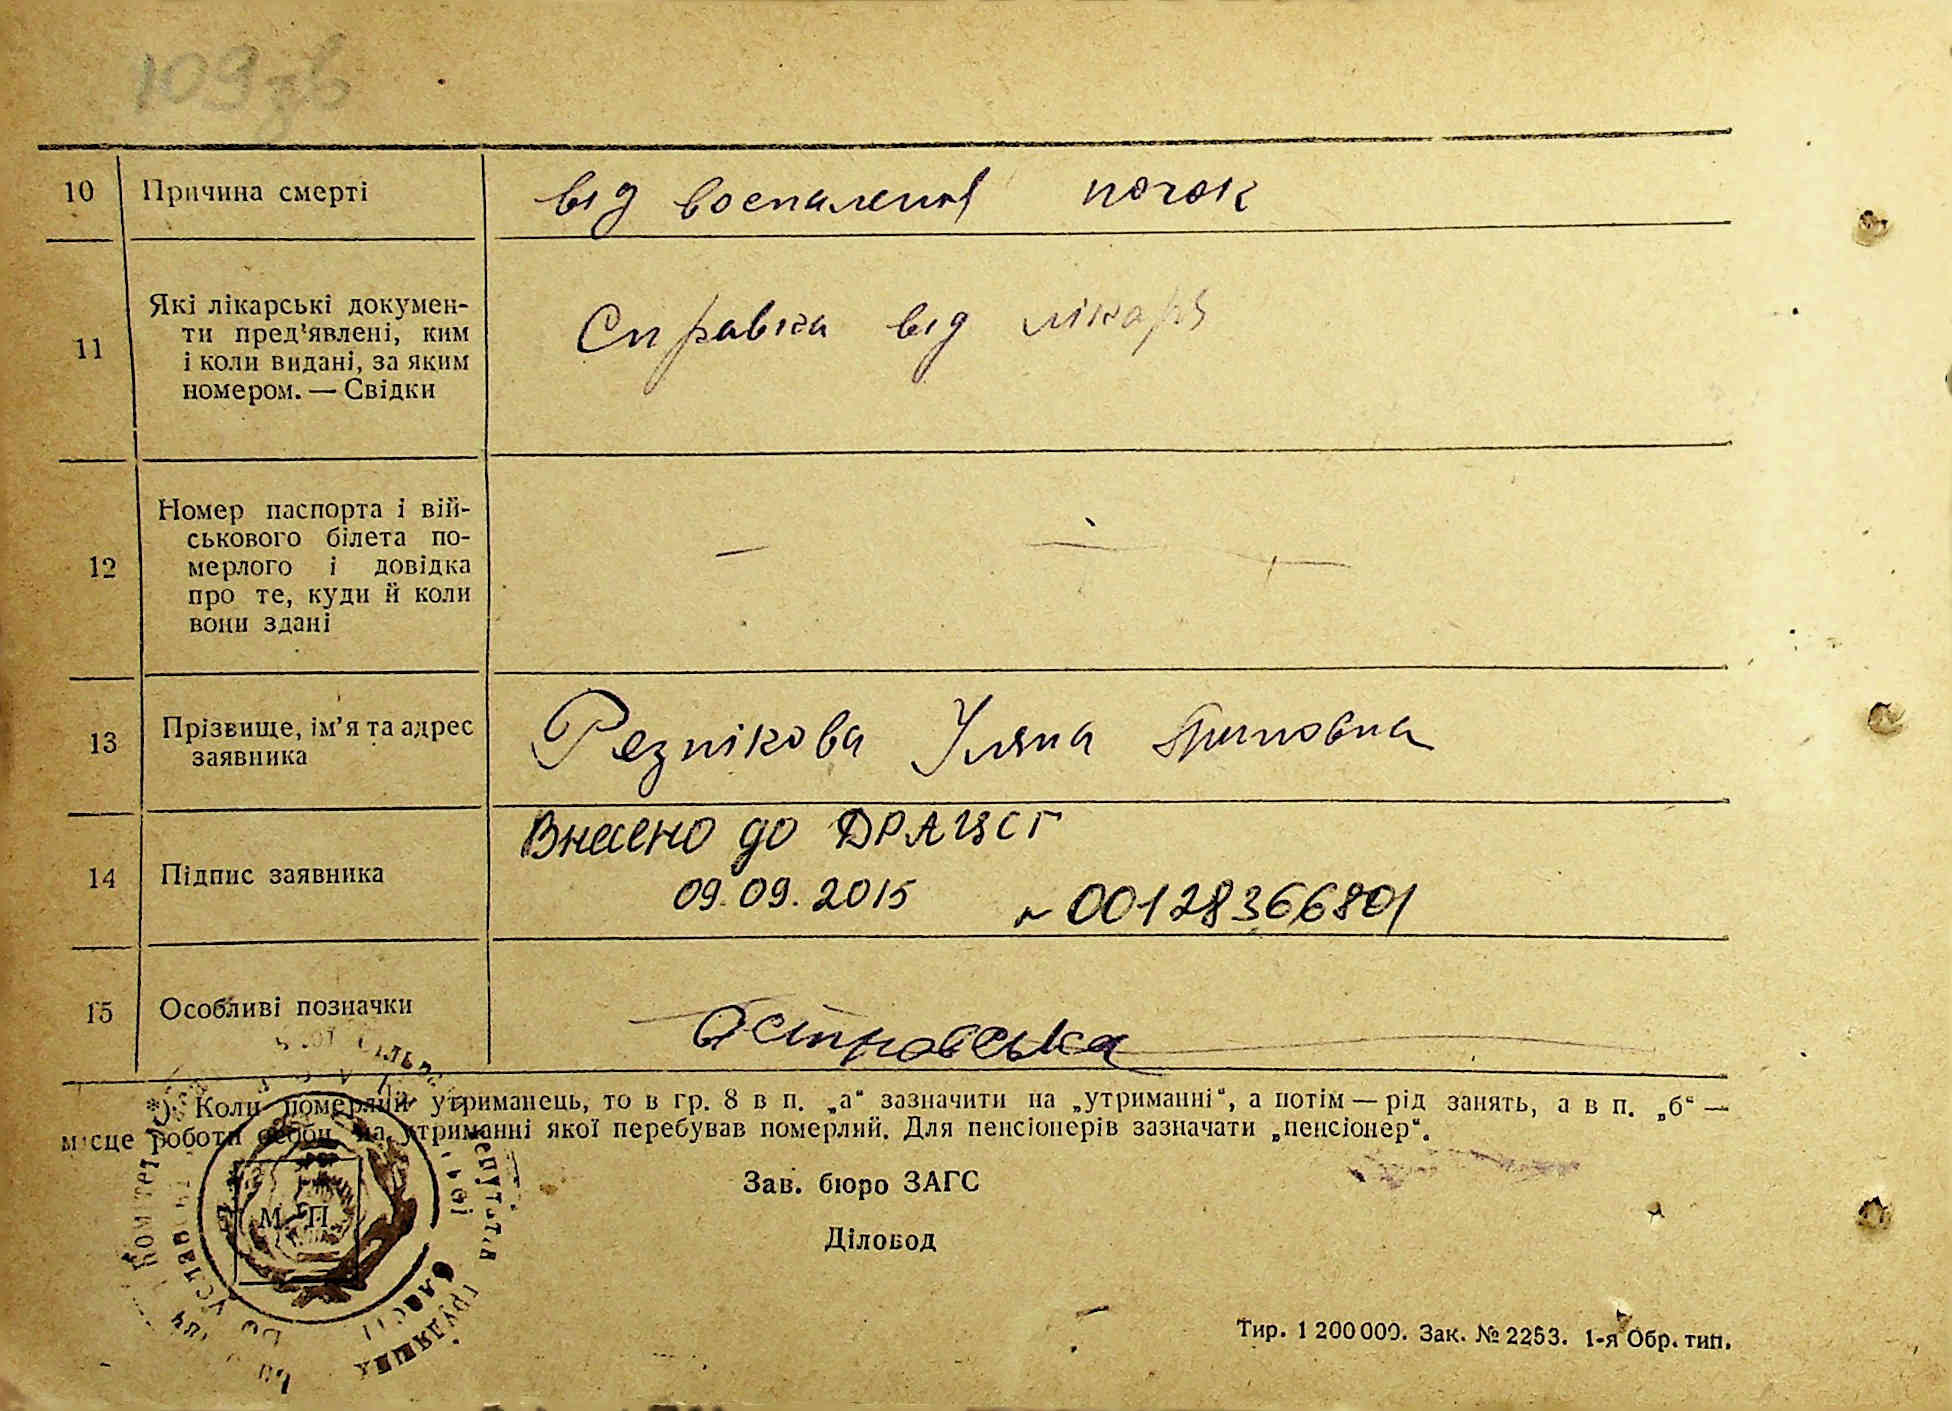 109 зв
10 Причина смерті від воспаления почок
11 Які лікарські докумен-
ти пред'явлені, ким
і коли видані, за яким
номером. — Свідки
Справка від лікаря
12 Номер паспорта і вій-
ськового білета по-
мерлого і довідка
про те, куди й коли
вони здані
— — —
13 Прізвище, ім'я та адрес
заявника
Резнікова Уляна
Внесено до ДРАЦСГ
14 Підпис заявника
09.09.2015 № 00128366801
15 Особливі позначки
Островська
*) Коли померлий утриманець, то в гр. 8 в п. „а“ зазначити на „утриманні“, а потім — рід занять, а в п. „б“ —
місце роботи особи, на утриманні якої перебував померлий. Для пенсіонерів зазначати „пенсіонер“.
Зав. бюро ЗАГС
М П
Діловод
Тир. 1 200 000. Зак. № 2253. 1-я Обр. тип.